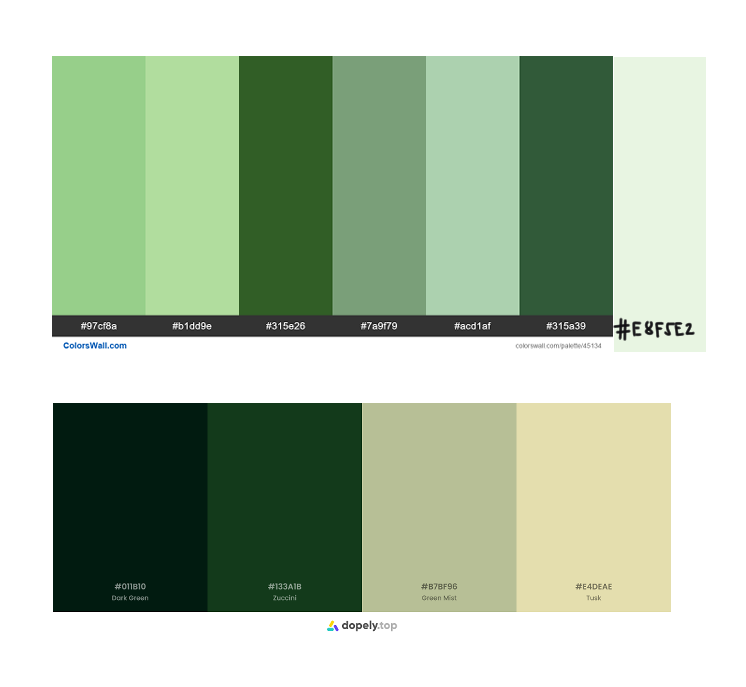 #97cf8a #b1dd9e #315e26 #7a9f79 #acd1af #315a39
#E8F5E2
ColorsWall.com colorswall.com/palette/45134
#011B10 #133A1B #B7BF96 #E4DEAE
Dark Green Zuccini Green Mist Tusk
dopely.top